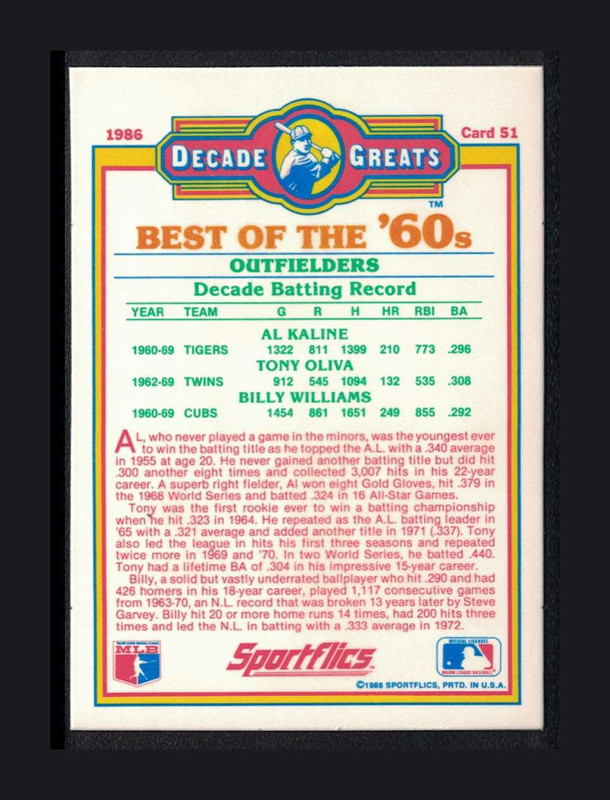 1986
Card 51
DECADE GREATS
TM
BEST OF THE '60s
OUTFIELDERS
Decade Batting Record
YEAR TEAM G R H HR RBI BA
AL KALINE
1960-69 TIGERS 1322 811 1399 210 773 .296
TONY OLIVA
1962-69 TWINS 912 545 1094 132 535 .308
BILLY WILLIAMS
1960-69 CUBS 1454 861 1651 249 855 .292
AL, who never played a game in the minors, was the youngest ever
to win the batting title as he topped the A.L. with a .340 average
in 1955 at age 20. He never gained another batting title but did hit
.300 another eight times and collected 3,007 hits in his 22-year
career. A superb right fielder, Al won eight Gold Gloves, hit .379 in
the 1968 World Series and batted .324 in 16 All-Star Games.
Tony was the first rookie ever to win a batting championship
when he hit .323 in 1964. He repeated as the A.L. batting leader in
'65 with a .321 average and added another title in 1971 (.337). Tony
also led the league in hits his first three seasons and repeated
twice more in 1969 and '70. In two World Series, he batted .440.
Tony had a lifetime BA of .304 in his impressive 15-year career.
Billy, a solid but vastly underrated ballplayer who hit .290 and had
426 homers in his 18-year career, played 1,117 consecutive games
from 1963-70, an N.L. record that was broken 13 years later by Steve
Garvey. Billy hit 20 or more home runs 14 times, had 200 hits three
times and led the N.L. in batting with a .333 average in 1972.
MLB
Sportflics
OFFICIAL LICENSEE
MAJOR LEAGUE BASEBALL
©1986 SPORTFLICS, PRTD. IN U.S.A.